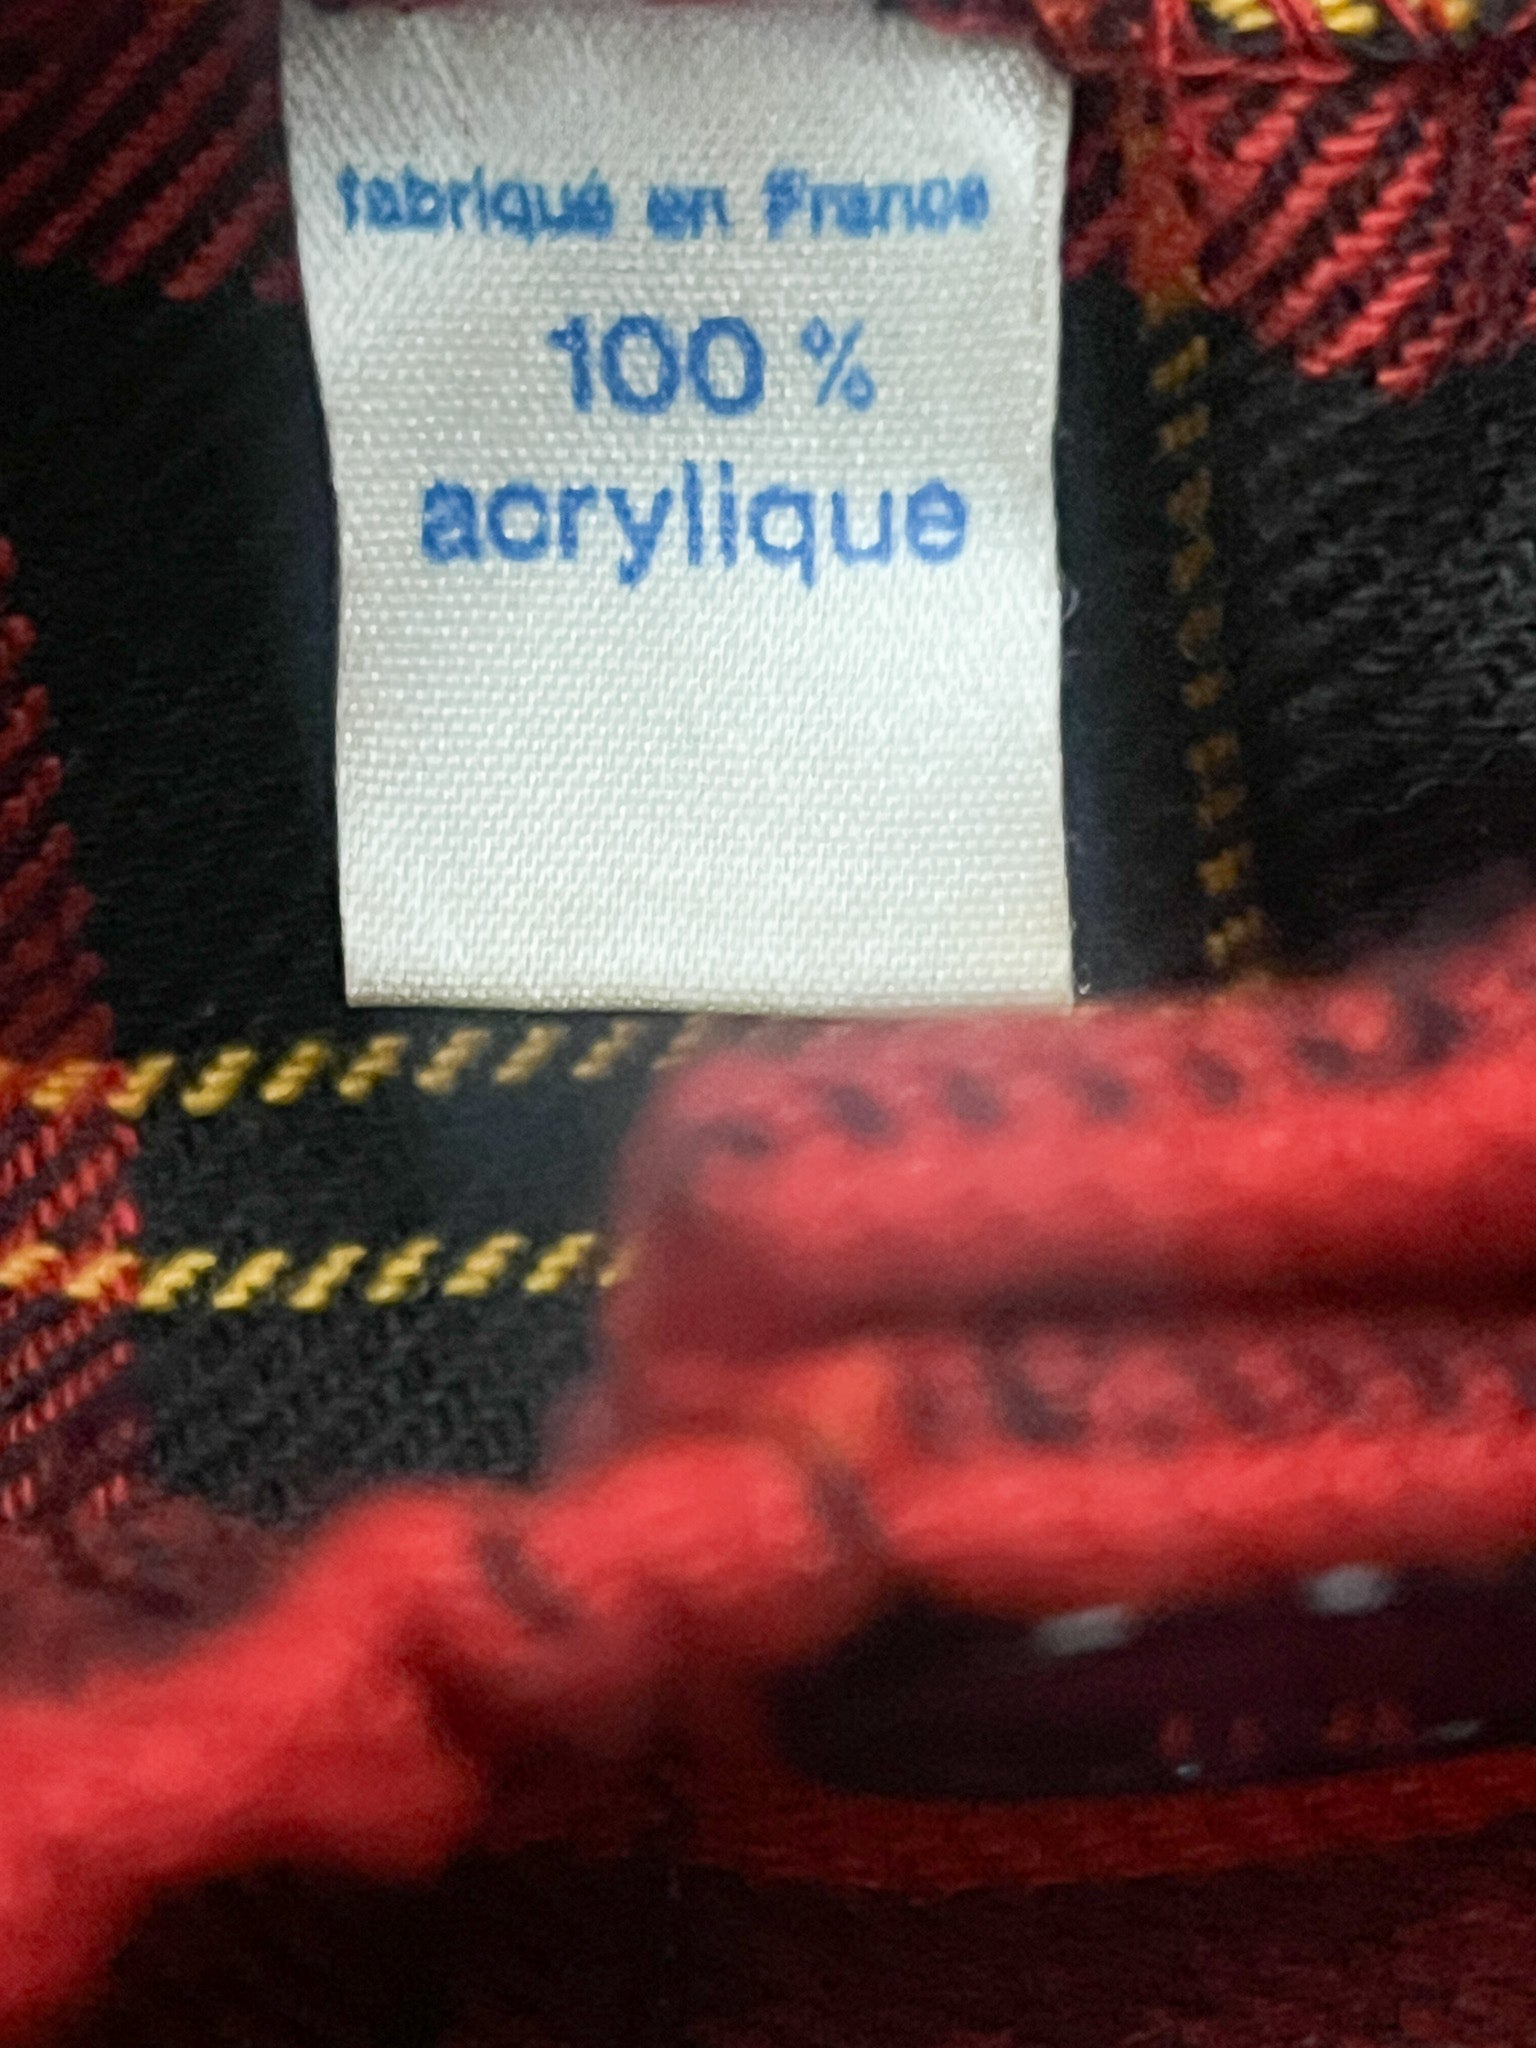 fabriqué en France
100 %
acrylique